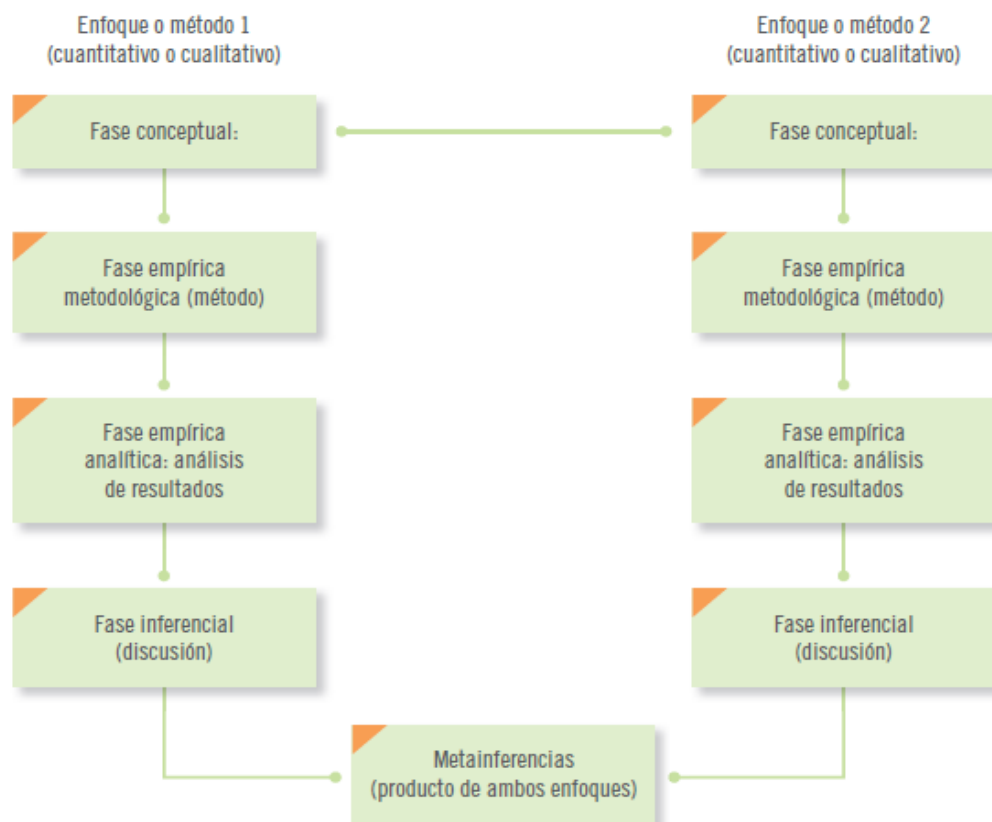 Enfoque o método 1
(cuantitativo o cualitativo)
Enfoque o método 2
(cuantitativo o cualitativo)
Fase conceptual:
Fase conceptual:
Fase empírica
metodológica (método)
Fase empírica
metodológica (método)
Fase empírica
analítica: análisis
de resultados
Fase empírica
analítica: análisis
de resultados
Fase inferencial
(discusión)
Fase inferencial
(discusión)
Metainferencias
(producto de ambos enfoques)